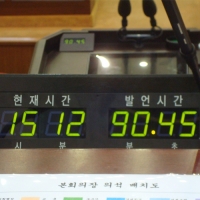 현재시간 발언시간
15 12 90.45
시 분 분 초
본회의장 의석 배치도